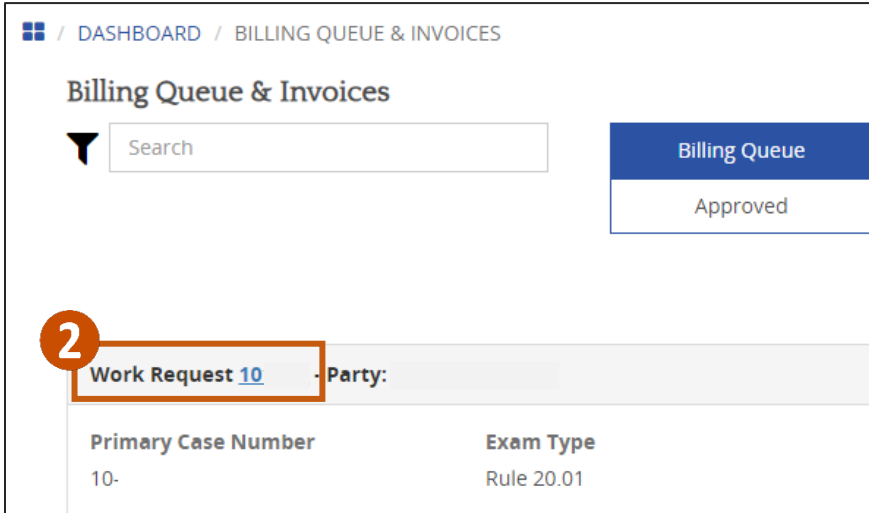 / DASHBOARD / BILLING QUEUE & INVOICES
Billing Queue & Invoices
Search
Billing Queue
Approved
2
Work Request 10 - Party:
Primary Case Number Exam Type
10- Rule 20.01